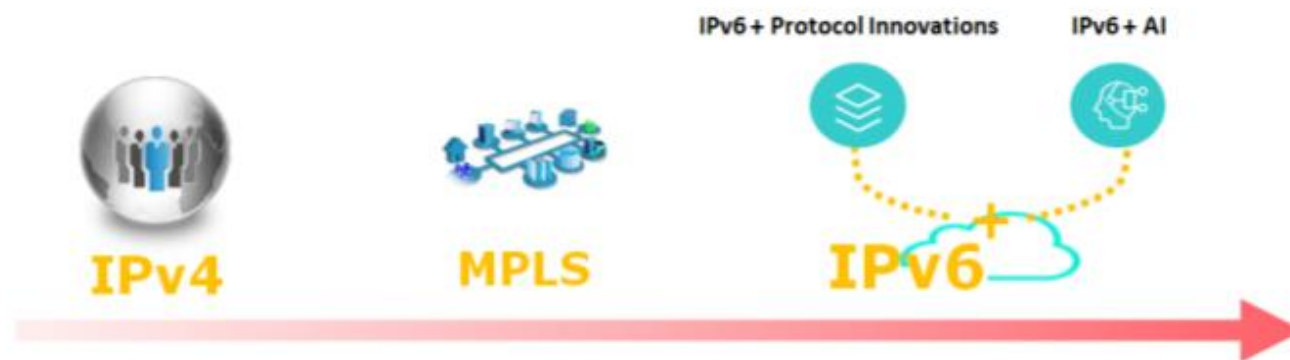 IPv6+ Protocol Innovations
IPv6+ AI
IPv4
MPLS
IPv6+